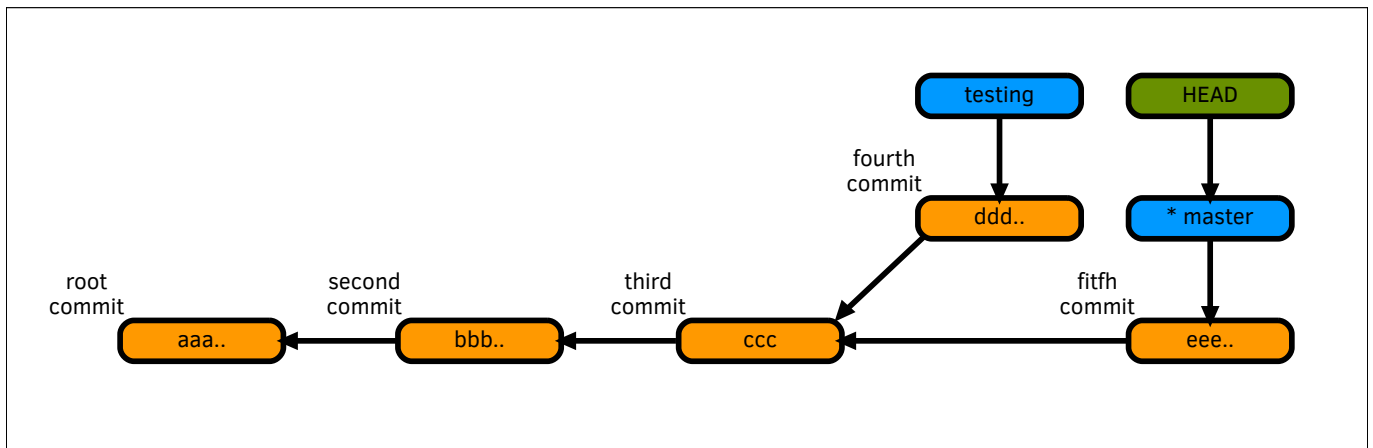 testing
HEAD
fourth
commit
ddd..
* master
root
commit
second
commit
third
commit
fitfh
commit
aaa..
bbb..
ccc
eee..